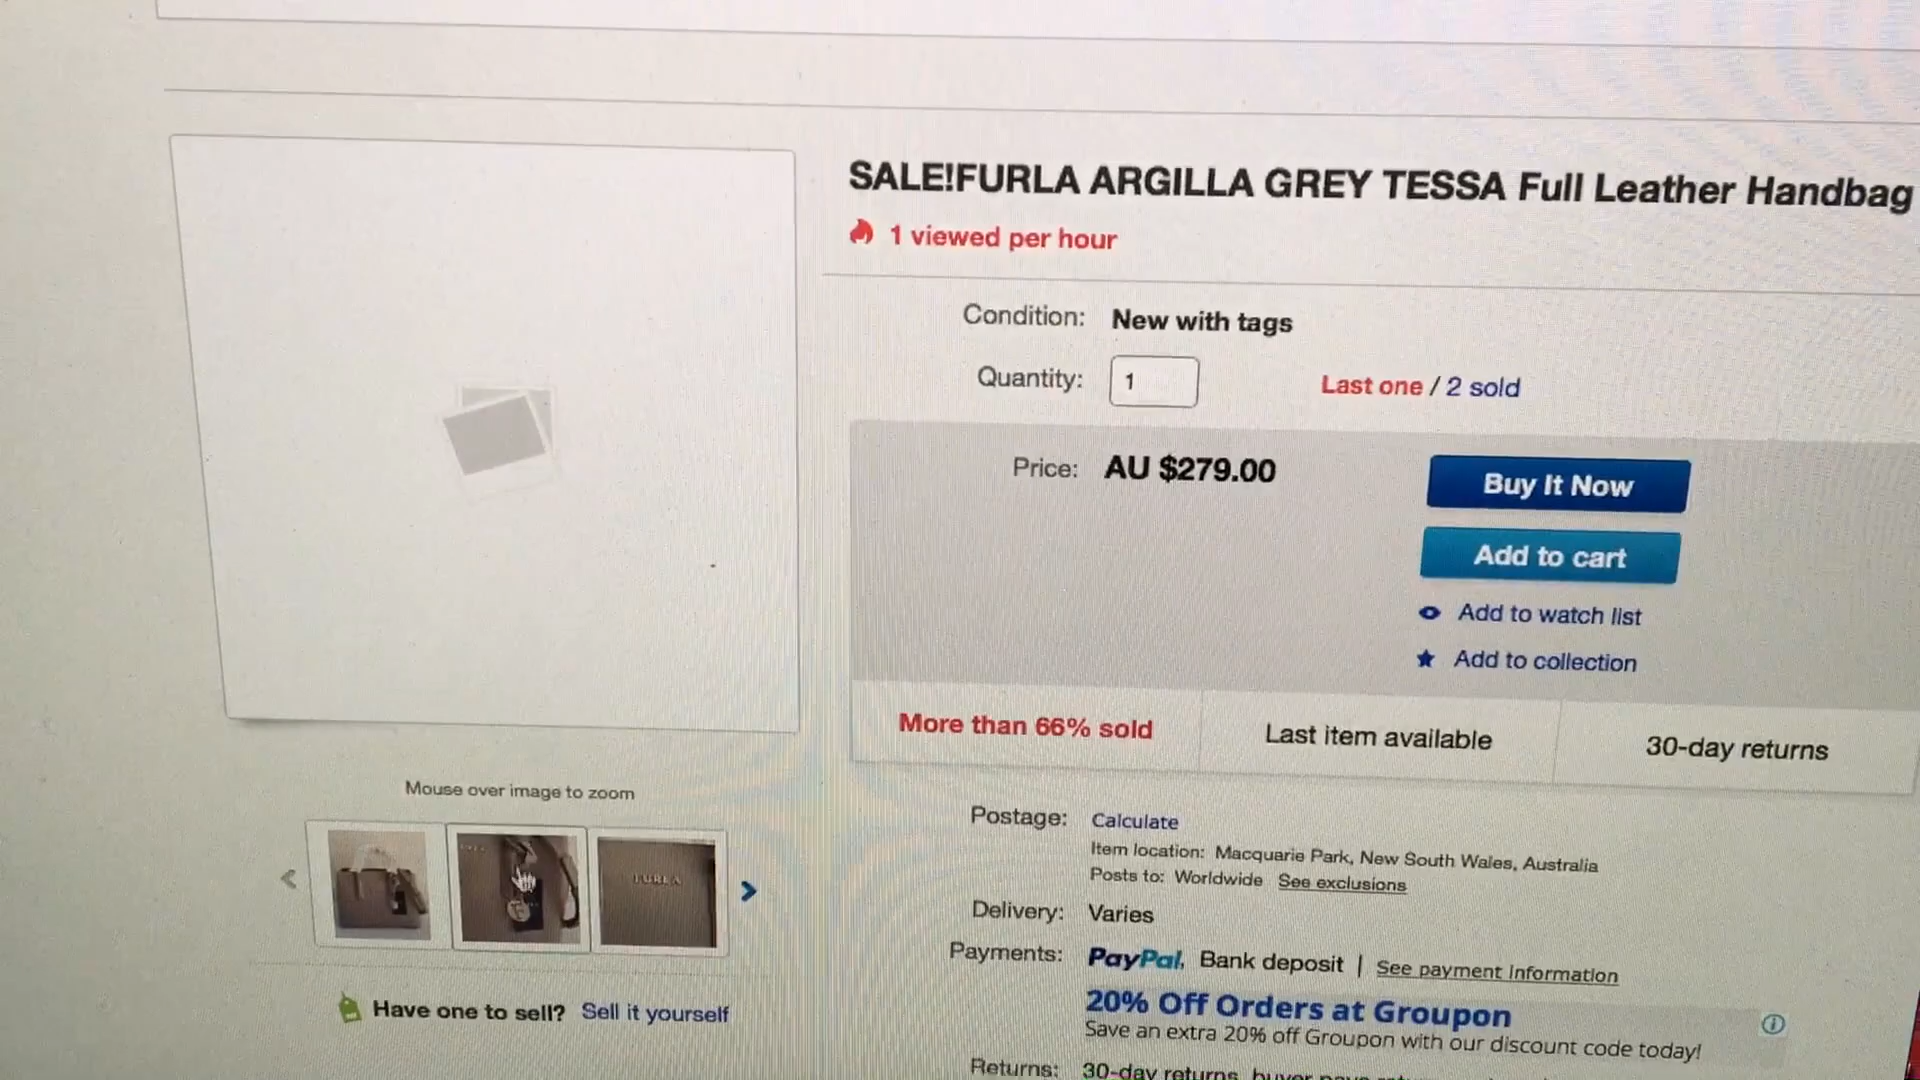 SALE!FURLA ARGILLA GREY TESSA Full Leather Handbag
1 viewed per hour
Condition: New with tags
Quantity: 1
Last one / 2 sold
Price: AU $279.00
Buy It Now
Add to cart
Add to watch list
Add to collection
More than 66% sold
Last item available
30-day returns
Mouse over image to zoom
FURLA
Have one to sell? Sell it yourself
Postage: Calculate
Item location: Macquarie Park, New South Wales, Australia
Posts to: Worldwide See exclusions
Delivery: Varies
Payments: PayPal, Bank deposit | See payment information
20% Off Orders at Groupon
Save an extra 20% off Groupon with our discount code today!
Returns: 30-day returns, buyer